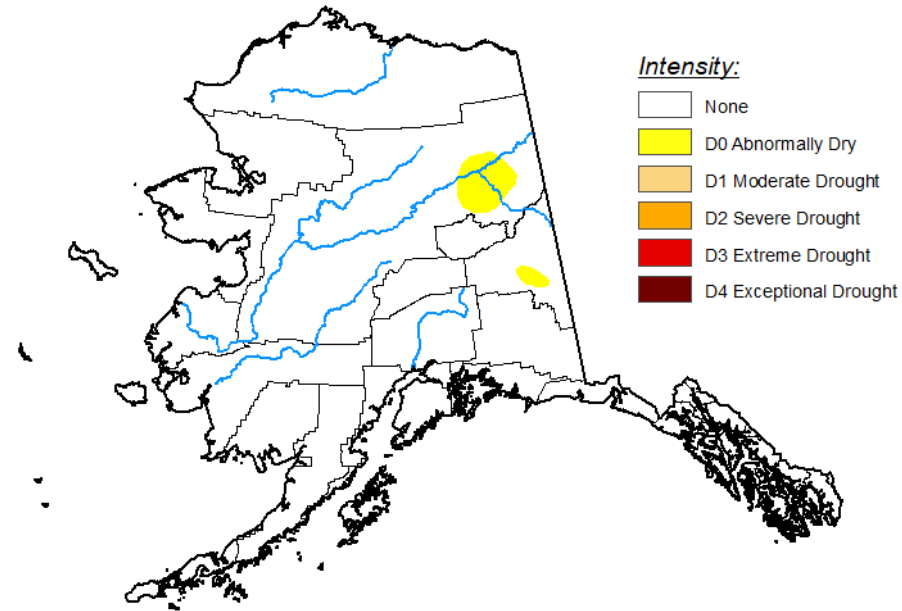 Intensity:
None
D0 Abnormally Dry
D1 Moderate Drought
D2 Severe Drought
D3 Extreme Drought
D4 Exceptional Drought